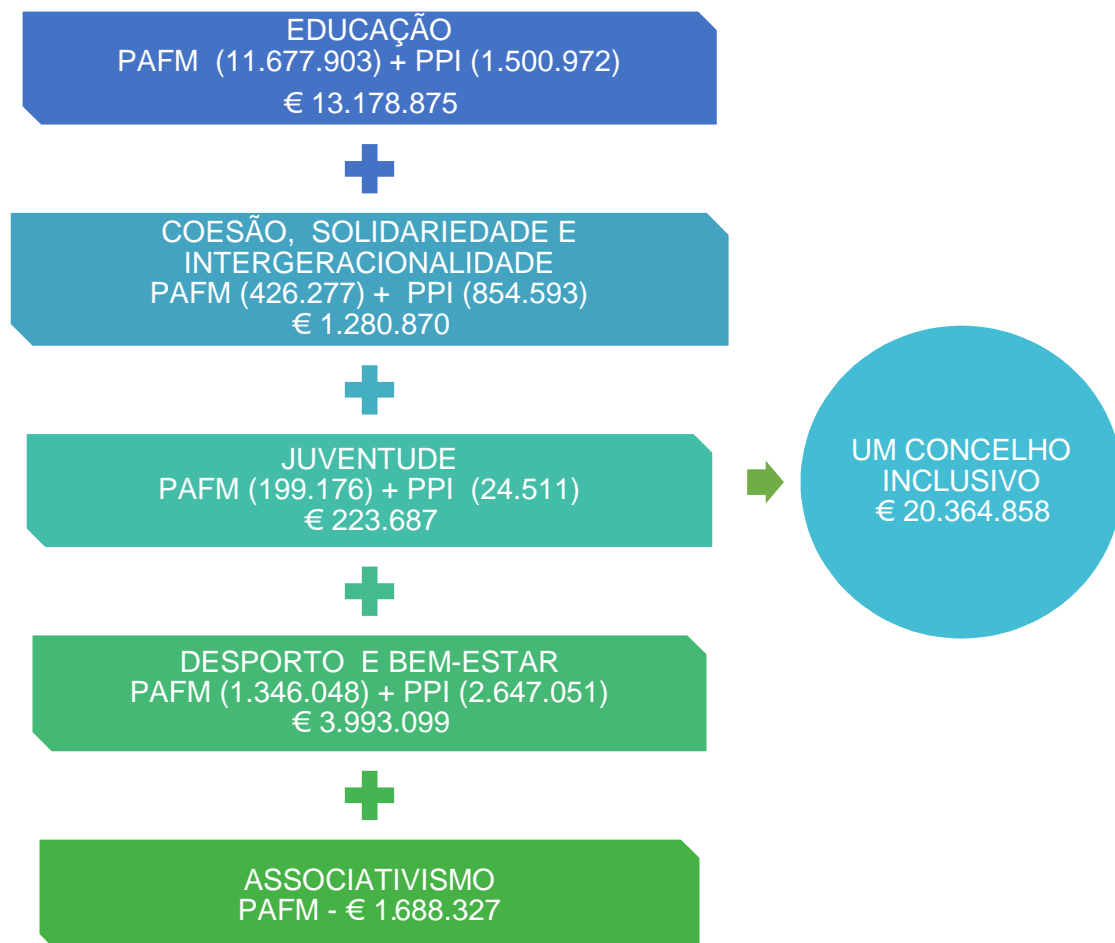 EDUCAÇÃO
PAFM (11.677.903) + PPI (1.500.972)
€ 13.178.875
COESÃO, SOLIDARIEDADE E
INTERGERACIONALIDADE
PAFM (426.277) + PPI (854.593)
€ 1.280.870
JUVENTUDE
PAFM (199.176) + PPI (24.511)
€ 223.687
UM CONCELHO
INCLUSIVO
€ 20.364.858
DESPORTO E BEM-ESTAR
PAFM (1.346.048) + PPI (2.647.051)
€ 3.993.099
ASSOCIATIVISMO
PAFM - € 1.688.327